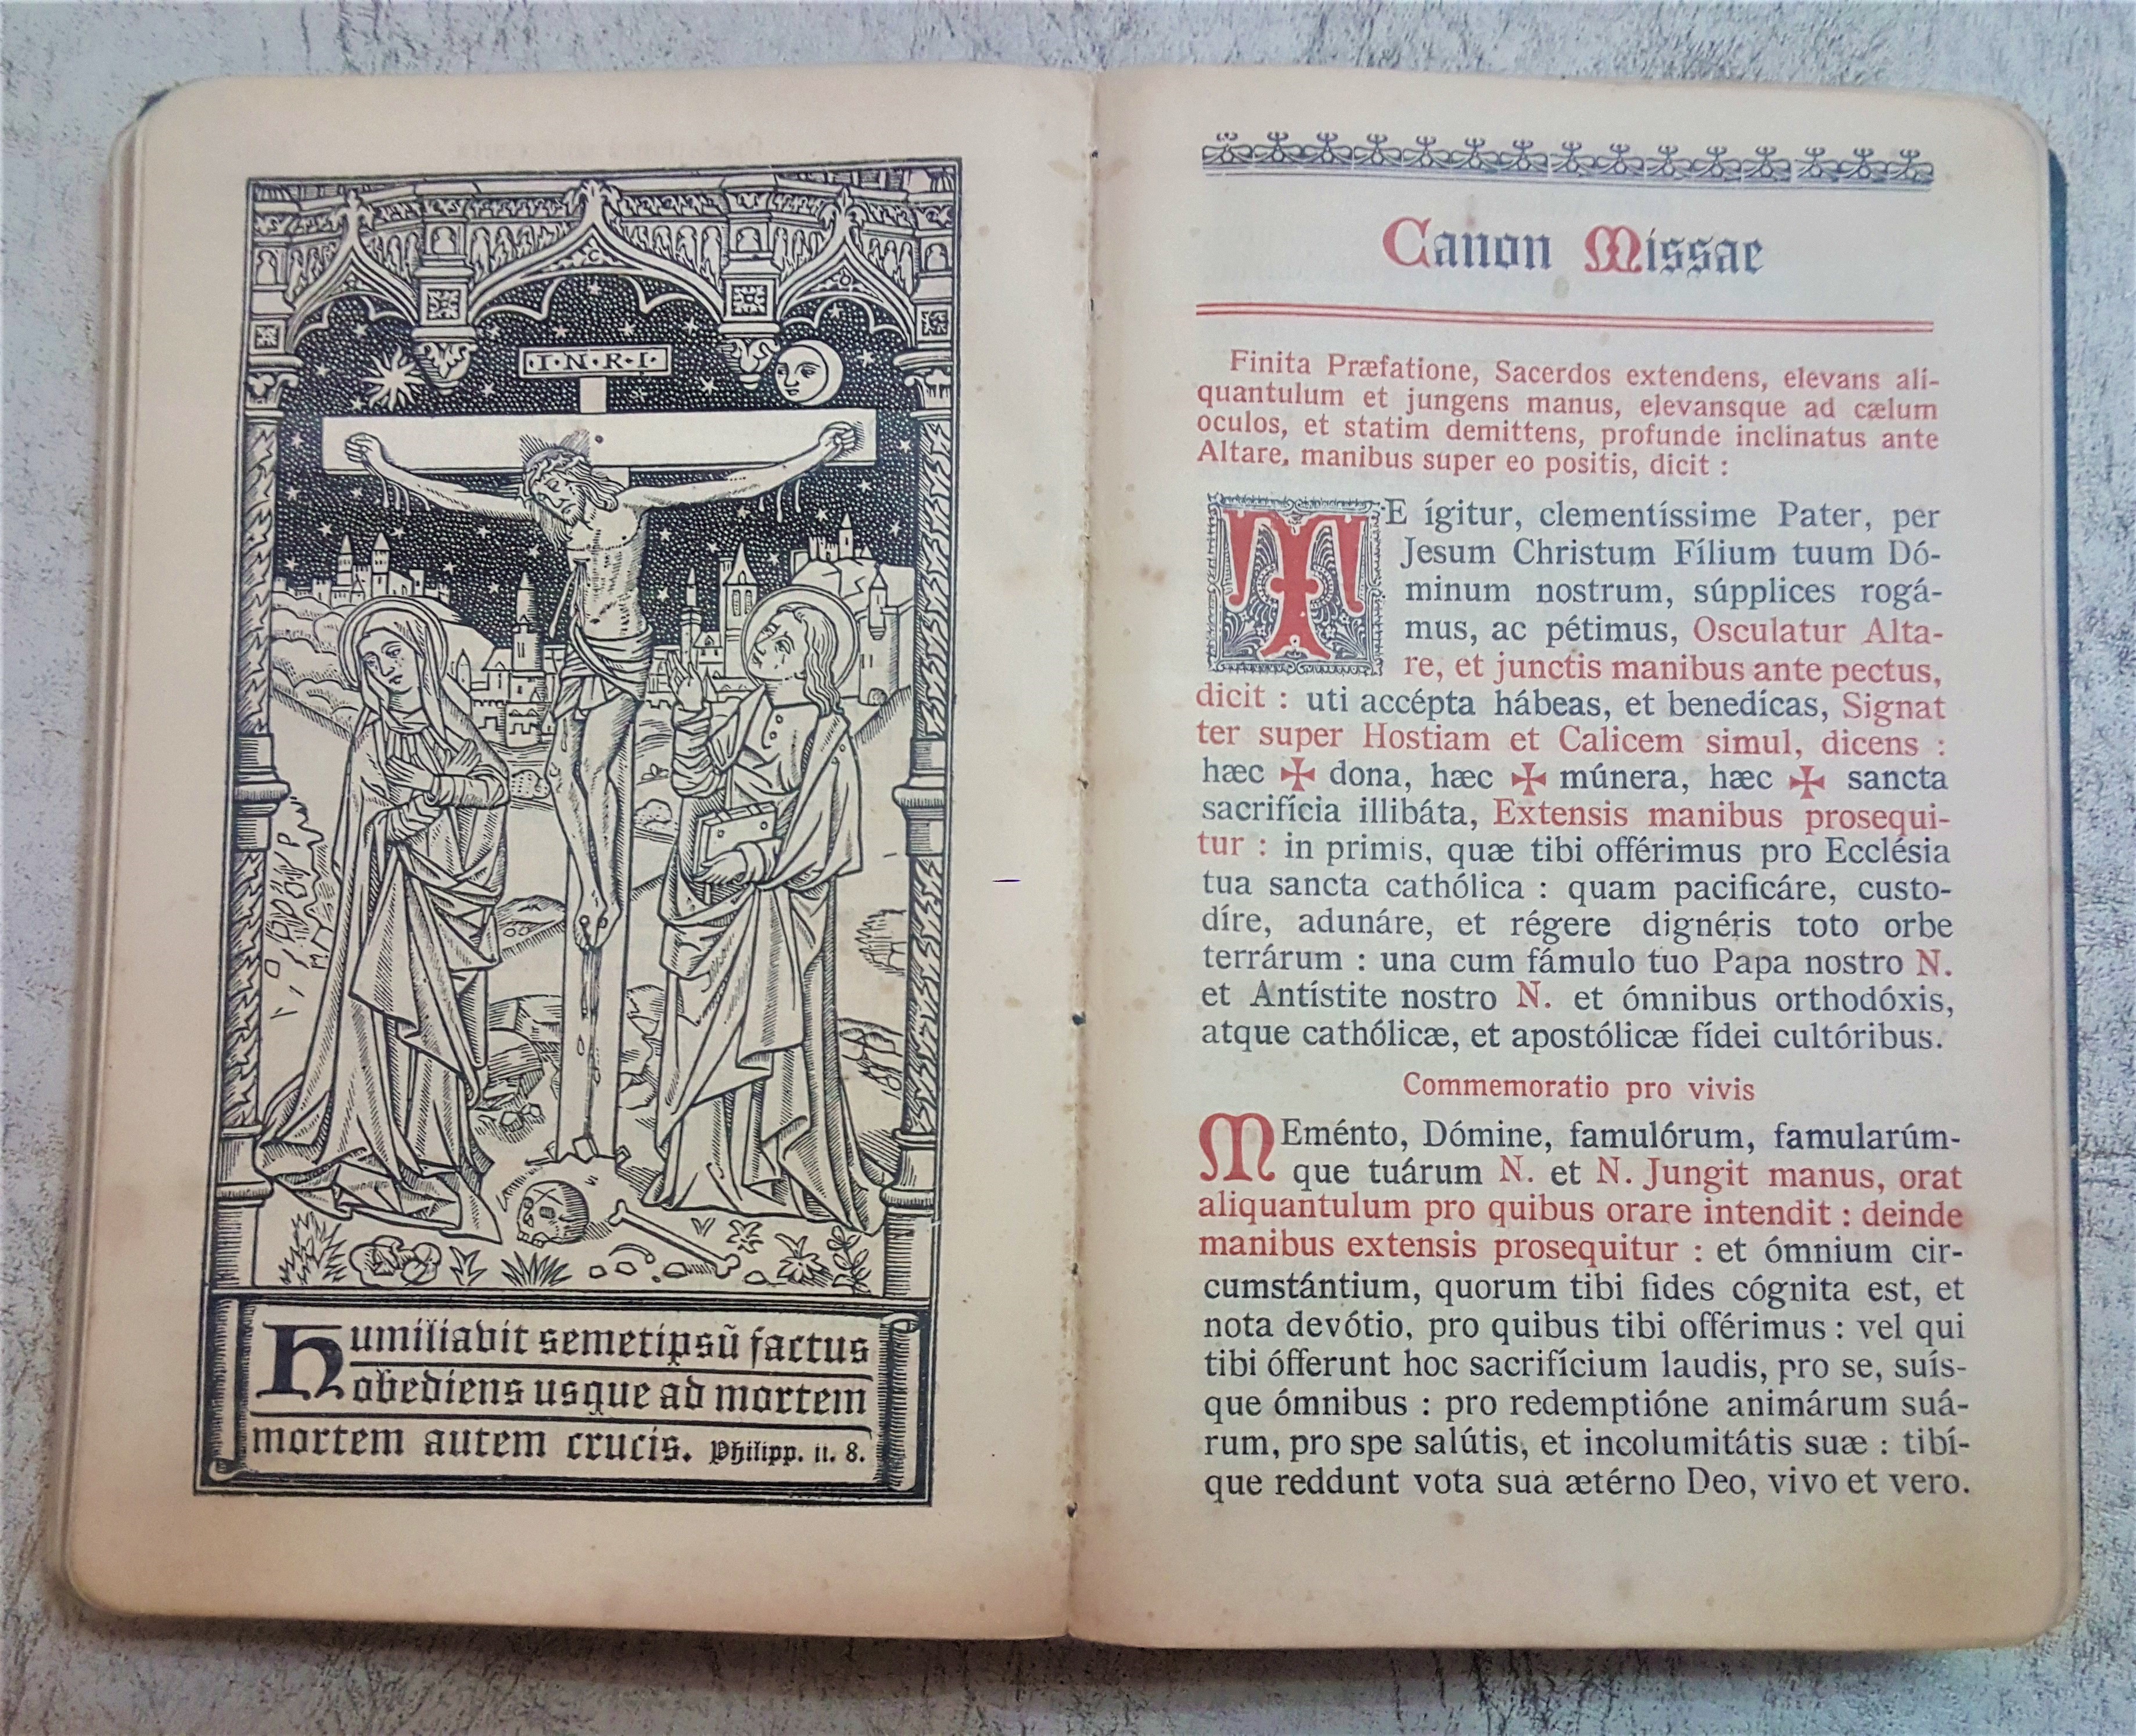 ·I·N·R·I·
Humiliavit semetipsū factus
obediens usque ad mortem
mortem autem crucis. Philipp. ii. 8.
Canon Missae
Finita Præfatione, Sacerdos extendens, elevans ali-
quantulum et jungens manus, elevansque ad cælum
oculos, et statim demittens, profunde inclinatus ante
Altare, manibus super eo positis, dicit :
TE ígitur, clementíssime Pater, per
Jesum Christum Fílium tuum Dó-
minum nostrum, súpplices rogá-
mus, ac pétimus, Osculatur Alta-
re, et junctis manibus ante pectus,
dicit : uti accépta hábeas, et benedícas, Signat
ter super Hostiam et Calicem simul, dicens :
hæc ✠ dona, hæc ✠ múnera, hæc ✠ sancta
sacrifícia illibáta, Extensis manibus prosequi-
tur : in primis, quæ tibi offérimus pro Ecclésia
tua sancta cathólica : quam pacificáre, custo-
díre, adunáre, et régere dignéris toto orbe
terrárum : una cum fámulo tuo Papa nostro N.
et Antístite nostro N. et ómnibus orthodóxis,
atque cathólicæ, et apostólicæ fídei cultóribus.
Commemoratio pro vivis
MEménto, Dómine, famulórum, famularúm-
que tuárum N. et N. Jungit manus, orat
aliquantulum pro quibus orare intendit : deinde
manibus extensis prosequitur : et ómnium cir-
cumstántium, quorum tibi fides cógnita est, et
nota devótio, pro quibus tibi offérimus : vel qui
tibi ófferunt hoc sacrifícium laudis, pro se, suís-
que ómnibus : pro redemptióne animárum suá-
rum, pro spe salútis, et incolumitátis suæ : tibí-
que reddunt vota sua ætérno Deo, vivo et vero.